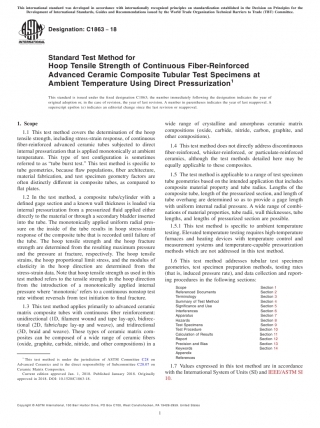 This international standard was developed in accordance with internationally recognized principles on standardization established in the Decision on Principles for the
Development of International Standards, Guides and Recommendations issued by the World Trade Organization Technical Barriers to Trade (TBT) Committee.
Designation: C1863 − 18
Standard Test Method for
Hoop Tensile Strength of Continuous Fiber-Reinforced
Advanced Ceramic Composite Tubular Test Specimens at
Ambient Temperature Using Direct Pressurization1
This standard is issued under the fixed designation C1863; the number immediately following the designation indicates the year of
original adoption or, in the case of revision, the year of last revision. A number in parentheses indicates the year of last reapproval. A
superscript epsilon (ε) indicates an editorial change since the last revision or reapproval.
1. Scope
1.1 This test method covers the determination of the hoop
tensile strength, including stress-strain response, of continuous
fiber-reinforced advanced ceramic tubes subjected to direct
internal pressurization that is applied monotonically at ambient
temperature. This type of test configuration is sometimes
referred to as “tube burst test.” This test method is specific to
tube geometries, because flaw populations, fiber architecture,
material fabrication, and test specimen geometry factors are
often distinctly different in composite tubes, as compared to
flat plates.
1.2 In the test method, a composite tube/cylinder with a
defined gage section and a known wall thickness is loaded via
internal pressurization from a pressurized fluid applied either
directly to the material or through a secondary bladder inserted
into the tube. The monotonically applied uniform radial pres-
sure on the inside of the tube results in hoop stress-strain
response of the composite tube that is recorded until failure of
the tube. The hoop tensile strength and the hoop fracture
strength are determined from the resulting maximum pressure
and the pressure at fracture, respectively. The hoop tensile
strains, the hoop proportional limit stress, and the modulus of
elasticity in the hoop direction are determined from the
stress-strain data. Note that hoop tensile strength as used in this
test method refers to the tensile strength in the hoop direction
from the introduction of a monotonically applied internal
pressure where ‘monotonic’ refers to a continuous nonstop test
rate without reversals from test initiation to final fracture.
1.3 This test method applies primarily to advanced ceramic
matrix composite tubes with continuous fiber reinforcement:
unidirectional (1D, filament wound and tape lay-up), bidirec-
tional (2D, fabric/tape lay-up and weave), and tridirectional
(3D, braid and weave). These types of ceramic matrix com-
posites can be composed of a wide range of ceramic fibers
(oxide, graphite, carbide, nitride, and other compositions) in a
1 This test method is under the jurisdiction of ASTM Committee C28 on
Advanced Ceramics and is the direct responsibility of Subcommittee C28.07 on
Ceramic Matrix Composites.
Current edition approved Jan. 1, 2018. Published January 2018. Originally
approved in 2018. DOI: 10.1520/C1863-18.
wide range of crystalline and amorphous ceramic matrix
compositions (oxide, carbide, nitride, carbon, graphite, and
other compositions).
1.4 This test method does not directly address discontinuous
fiber-reinforced, whisker-reinforced, or particulate-reinforced
ceramics, although the test methods detailed here may be
equally applicable to these composites.
1.5 The test method is applicable to a range of test specimen
tube geometries based on the intended application that includes
composite material property and tube radius. Lengths of the
composite tube, length of the pressurized section, and length of
tube overhang are determined so as to provide a gage length
with uniform internal radial pressure. A wide range of combi-
nations of material properties, tube radii, wall thicknesses, tube
lengths, and lengths of pressurized section are possible.
1.5.1 This test method is specific to ambient temperature
testing. Elevated temperature testing requires high-temperature
furnaces and heating devices with temperature control and
measurement systems and temperature-capable pressurization
methods which are not addressed in this test method.
1.6 This test method addresses tubular test specimen
geometries, test specimen preparation methods, testing rates
(that is, induced pressure rate), and data collection and report-
ing procedures in the following sections:
Scope Section 1
Referenced Documents Section 2
Terminology Section 3
Summary of Test Method Section 4
Significance and Use Section 5
Interferences Section 6
Apparatus Section 7
Hazards Section 8
Test Specimens Section 9
Test Procedure Section 10
Calculation of Results Section 11
Report Section 12
Precision and Bias Section 13
Keywords Section 14
Appendix
References
1.7 Values expressed in this test method are in accordance
with the International System of Units (SI) and IEEE/ASTM SI
10.
Copyright © ASTM International, 100 Barr Harbor Drive, PO Box C700, West Conshohocken, PA 19428-2959. United States
1